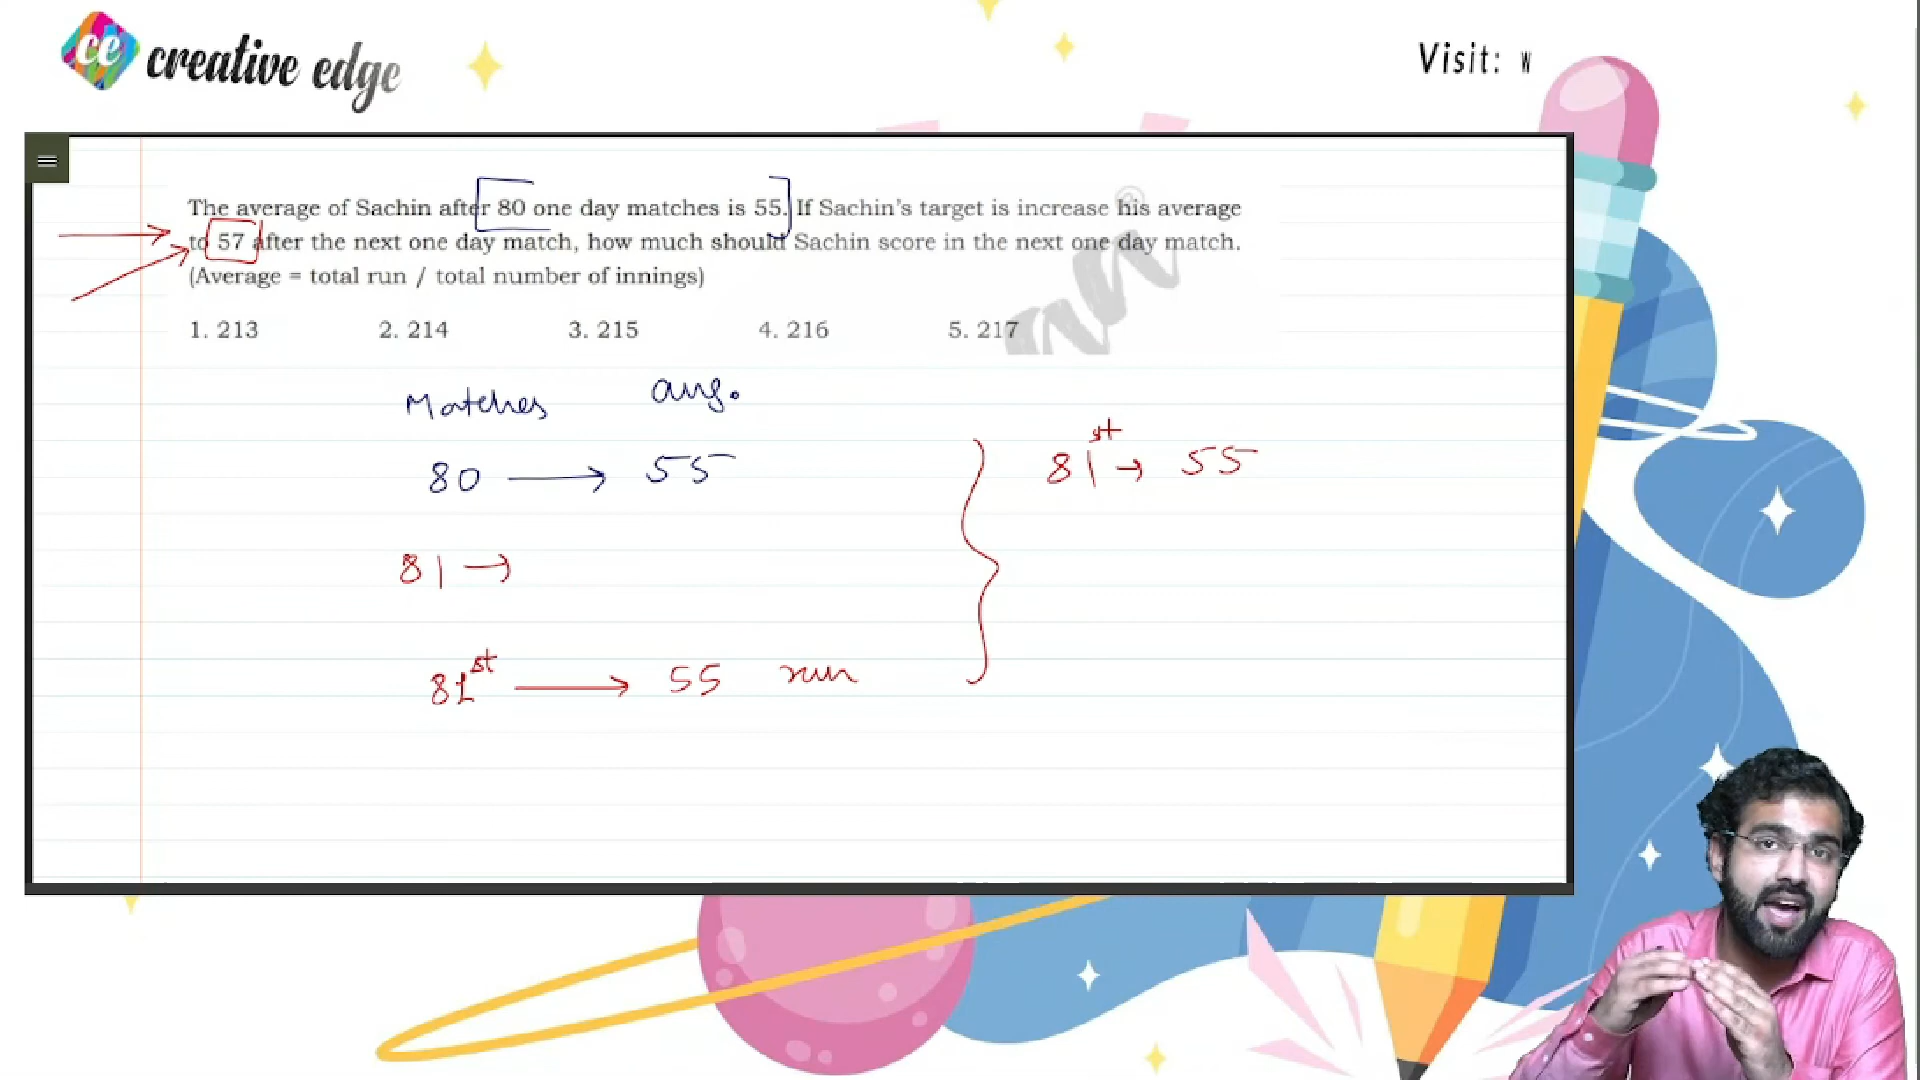 ce creative edge
Visit: w
The average of Sachin after 80 one day matches is 55. If Sachin's target is increase his average
to 57 after the next one day match, how much should Sachin score in the next one day match.
(Average = total run / total number of innings)
1. 213 2. 214 3. 215 4. 216 5. 217
Matches avg.
80 → 55
81st → 55
81 →
81st → 55 run